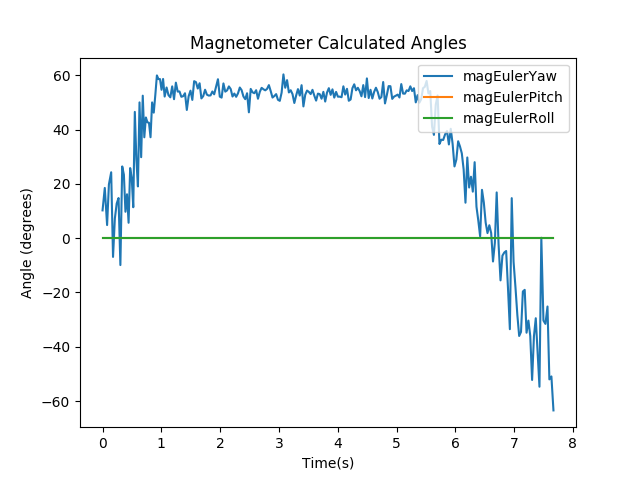 Magnetometer Calculated Angles
magEulerYaw
magEulerPitch
magEulerRoll
60
40
20
0
−20
−40
−60
Angle (degrees)
0 1 2 3 4 5 6 7 8
Time(s)